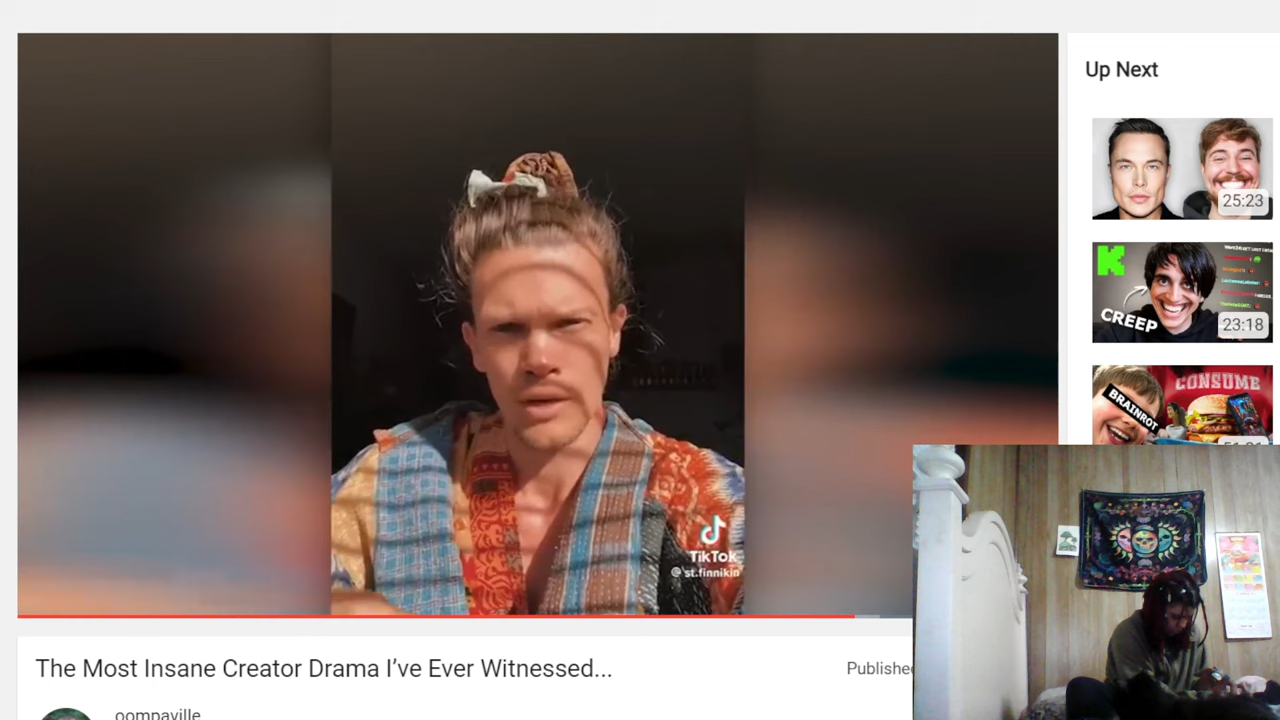 Up Next
25:23
K
CREEP
23:18
CONSUME
BRAINROT
TikTok
@st.finnikin
The Most Insane Creator Drama I've Ever Witnessed...
Published
oompaville